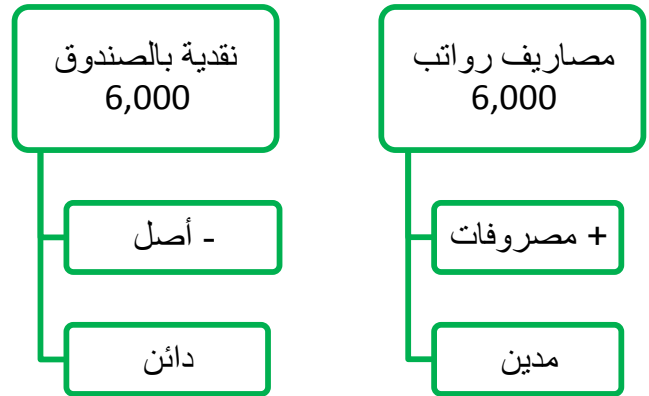 مصاريف رواتب
6,000
+ مصروفات
مدين
نقدية بالصندوق
6,000
- أصل
دائن